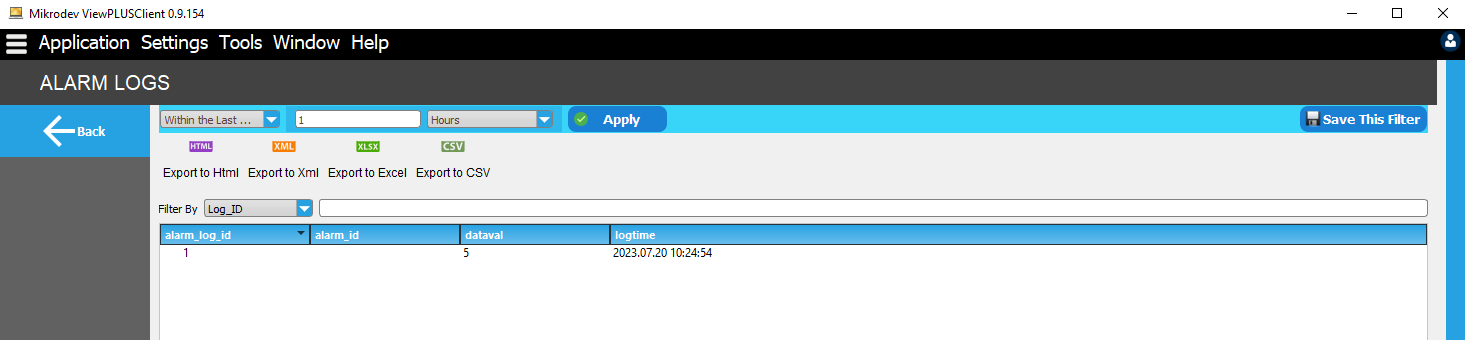 Mikrodev ViewPLUSClient 0.9.154
Application Settings Tools Window Help
ALARM LOGS
Back
Within the Last ... 1 Hours Apply Save This Filter
HTML XML XLSX CSV
Export to Html Export to Xml Export to Excel Export to CSV
Filter By Log_ID
alarm_log_id alarm_id dataval logtime
1 5 2023.07.20 10:24:54